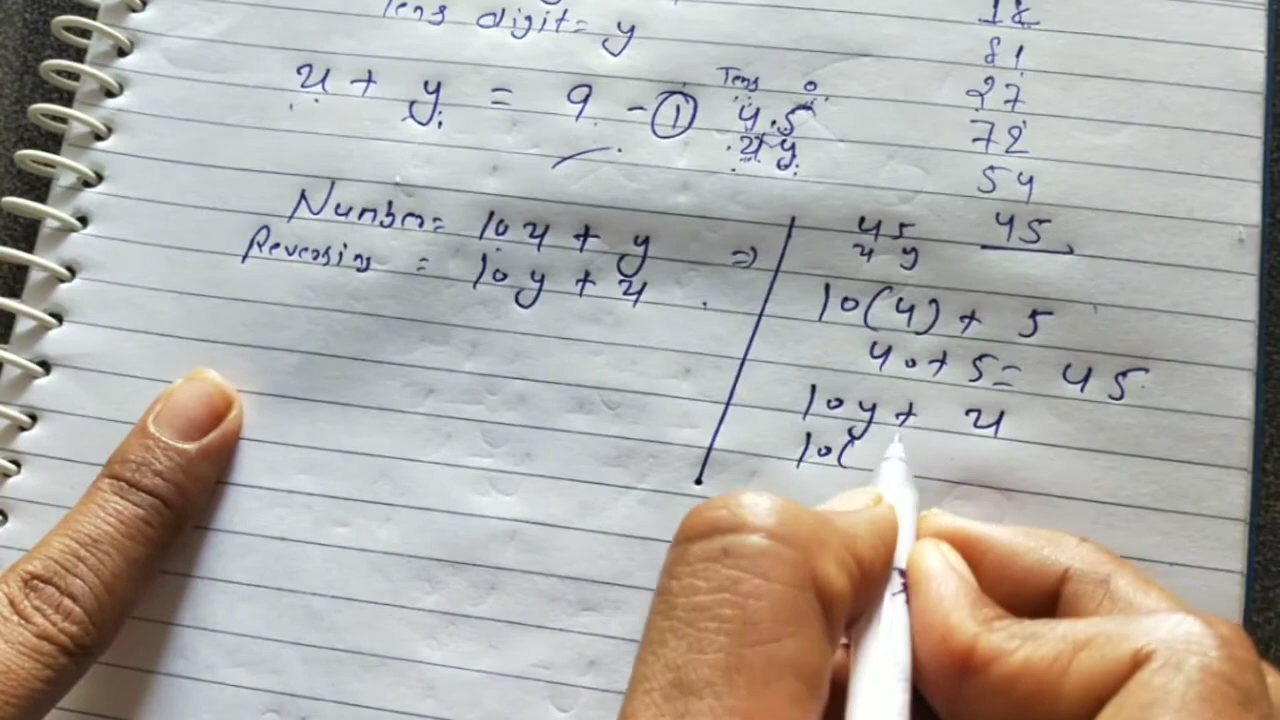 Tens digit = y
x + y = 9 - ①
Tens o
4 5
x y
18
81
27
72
54
45
Number = 10x + y ⇒
Reversing = 10y + x
45
x y
10(4) + 5
40 + 5 = 45
10y + x
10(